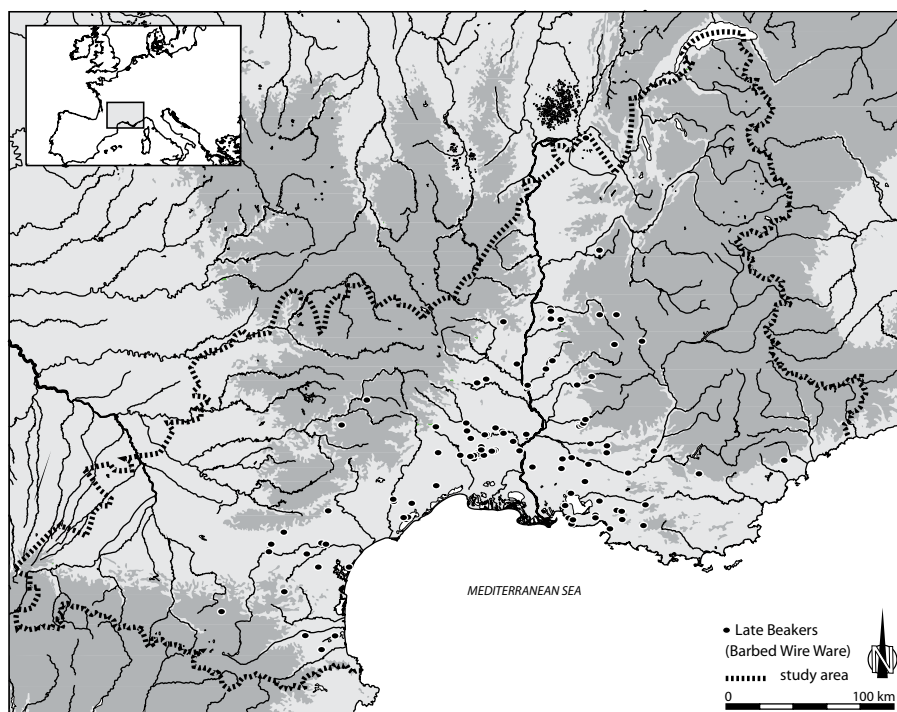 MEDITERRANEAN SEA
Late Beakers
(Barbed Wire Ware)
study area
N
0 100 km